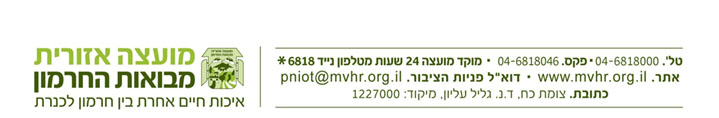 מועצה אזורית
מבואות החרמון
איכות חיים אחרת בין חרמון לכנרת
טל'. 04-6818000 • פקס. 04-6818046 • מוקד מועצה 24 שעות מטלפון נייד 6818*
אתר. www.mvhr.org.il • דוא"ל פניות הציבור. pniot@mvhr.org.il
כתובת. צומת כח, ד.נ. גליל עליון, מיקוד: 1227000